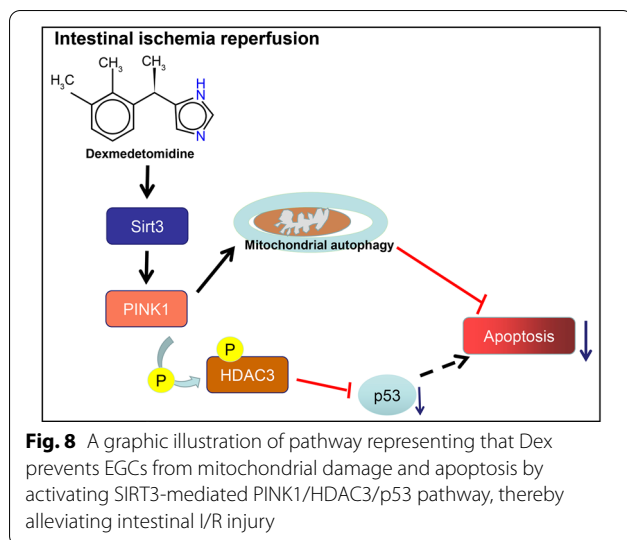 Intestinal ischemia reperfusion
CH₃
CH₃
H₃C
H
N
N
Dexmedetomidine
Sirt3
Mitochondrial autophagy
PINK1
Apoptosis
P
P
HDAC3
p53
Fig. 8 A graphic illustration of pathway representing that Dex
prevents EGCs from mitochondrial damage and apoptosis by
activating SIRT3-mediated PINK1/HDAC3/p53 pathway, thereby
alleviating intestinal I/R injury